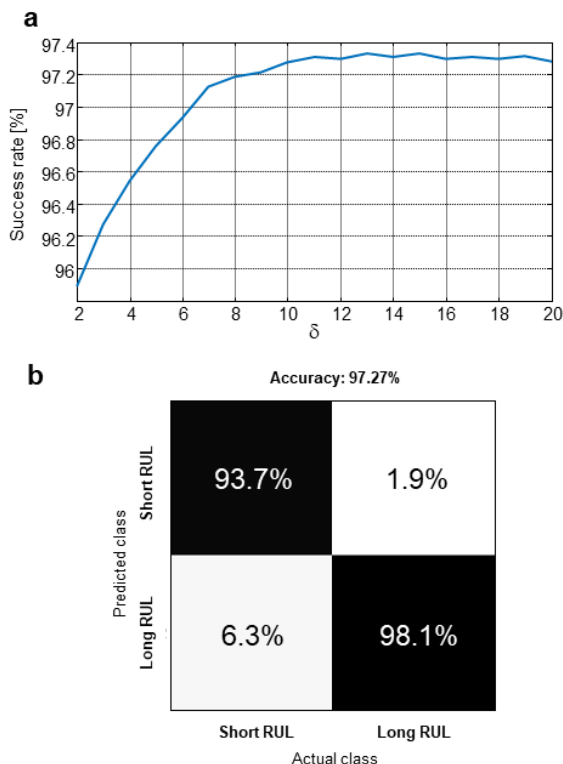 a
97.4
97.2
97
96.8
96.6
96.4
96.2
96
Success rate [%]
2 4 6 8 10 12 14 16 18 20
δ
b
Accuracy: 97.27%
Predicted class
Short RUL
93.7% 1.9%
Long RUL
6.3% 98.1%
Short RUL Long RUL
Actual class